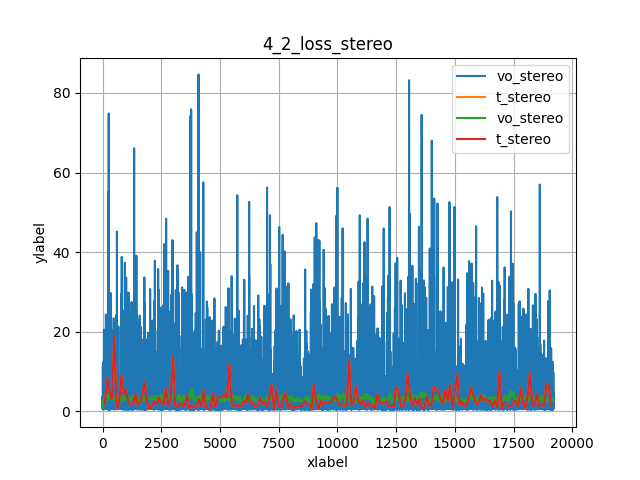 4_2_loss_stereo
vo_stereo
t_stereo
vo_stereo
t_stereo
ylabel
80
60
40
20
0
0 2500 5000 7500 10000 12500 15000 17500 20000
xlabel